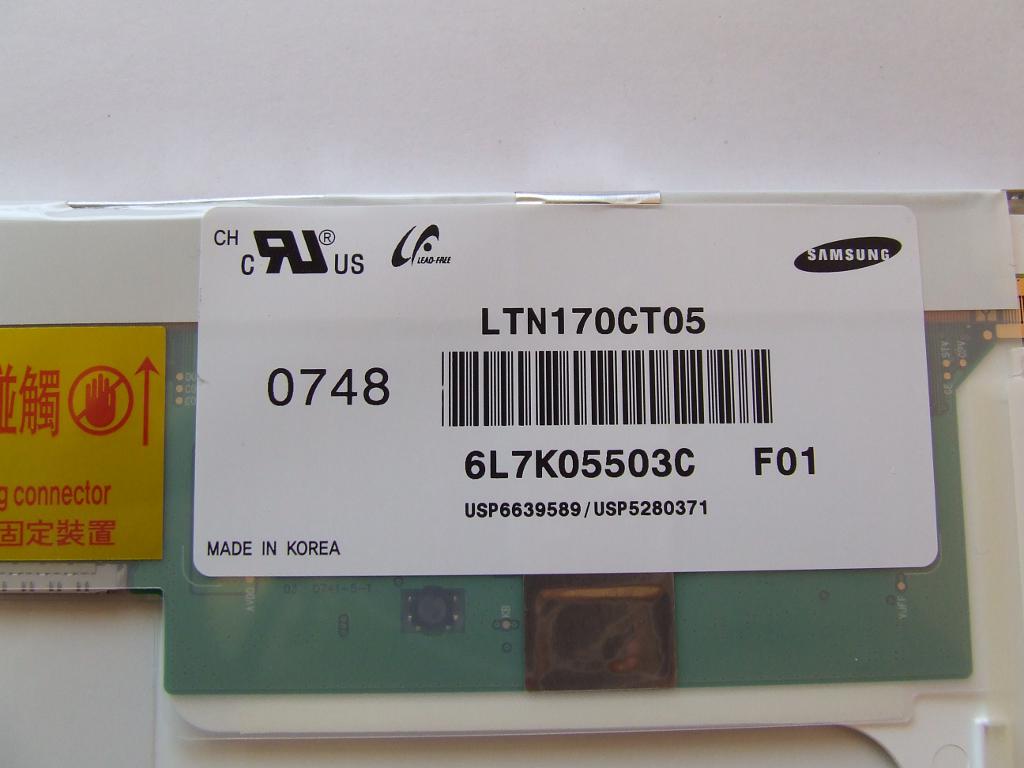 CH
C RU ® US
LEAD-FREE
SAMSUNG
LTN170CT05
0748
6L7K05503C F01
USP6639589/USP5280371
MADE IN KOREA
碰觸
g connector
固定裝置